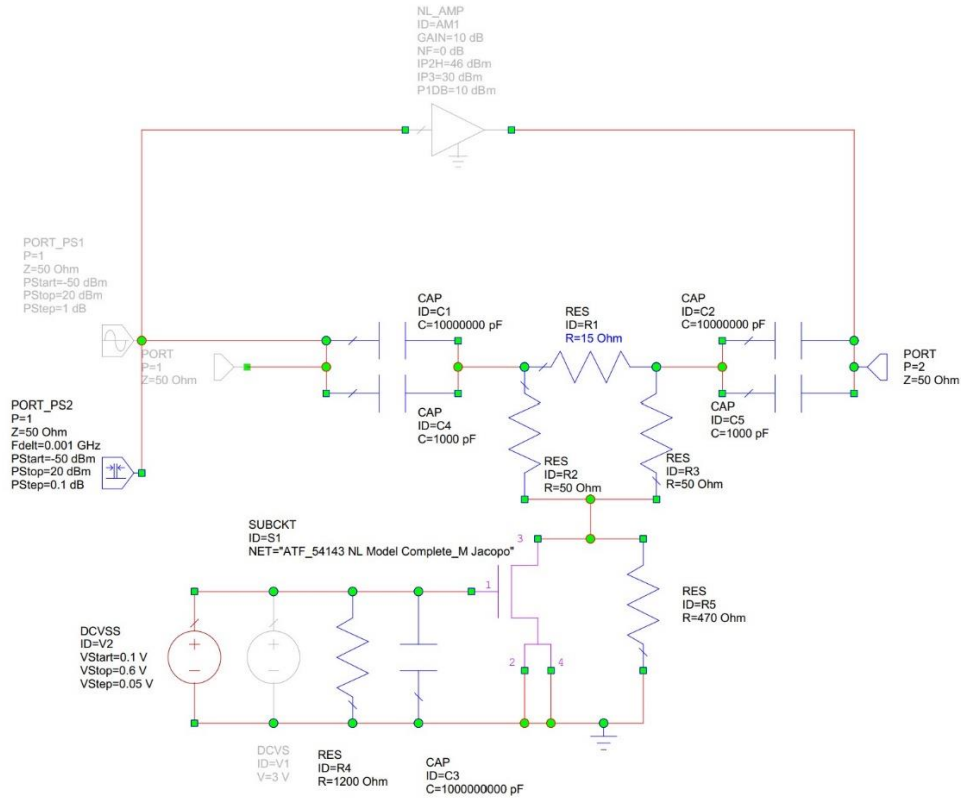 NL_AMP
ID=AM1
GAIN=10 dB
NF=0 dB
IP2H=46 dBm
IP3=30 dBm
P1DB=10 dBm
PORT_PS1
P=1
Z=50 Ohm
PStart=-50 dBm
PStop=20 dBm
PStep=1 dB
CAP
ID=C1
C=10000000 pF
RES
ID=R1
R=15 Ohm
CAP
ID=C2
C=10000000 pF
PORT
P=1
Z=50 Ohm
PORT
P=2
Z=50 Ohm
PORT_PS2
P=1
Z=50 Ohm
Fdelt=0.001 GHz
PStart=-50 dBm
PStop=20 dBm
PStep=0.1 dB
CAP
ID=C4
C=1000 pF
CAP
ID=C5
C=1000 pF
RES
ID=R2
R=50 Ohm
RES
ID=R3
R=50 Ohm
SUBCKT
ID=S1
NET="ATF_54143 NL Model Complete_M Jacopo"
3
1
2
4
RES
ID=R5
R=470 Ohm
DCVSS
ID=V2
VStart=0.1 V
VStop=0.6 V
VStep=0.05 V
DCVS
ID=V1
V=3 V
RES
ID=R4
R=1200 Ohm
CAP
ID=C3
C=1000000000 pF